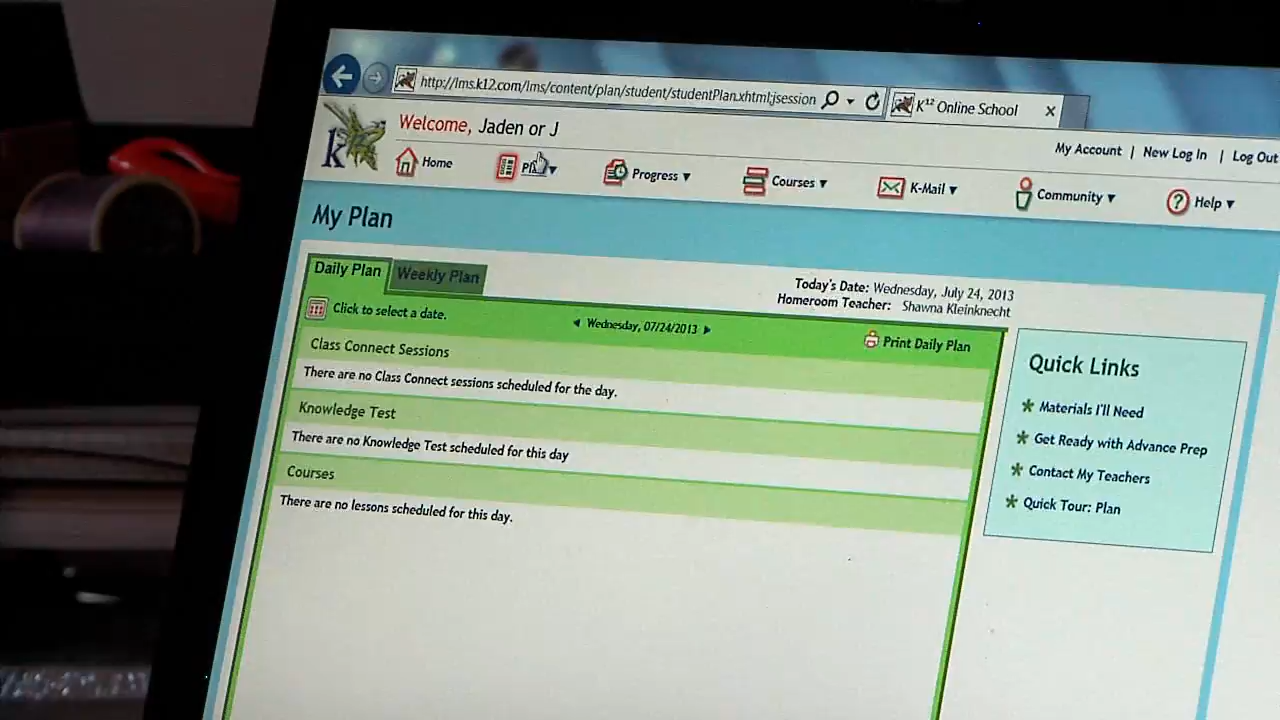 http://lms.k12.com/lms/content/plan/student/studentPlan.xhtml;jsession
K¹² Online School
Welcome, Jaden or J
My Account | New Log In | Log Out
k
Home
Progress
Courses
K-Mail
Community
Help
My Plan
Daily Plan
Weekly Plan
Today's Date: Wednesday, July 24, 2013
Homeroom Teacher: Shawna Kleinknecht
Click to select a date.
Wednesday, 07/24/2013
Print Daily Plan
Class Connect Sessions
There are no Class Connect sessions scheduled for the day.
Knowledge Test
There are no Knowledge Test scheduled for this day
Courses
There are no lessons scheduled for this day.
Quick Links
Materials I'll Need
Get Ready with Advance Prep
Contact My Teachers
Quick Tour: Plan